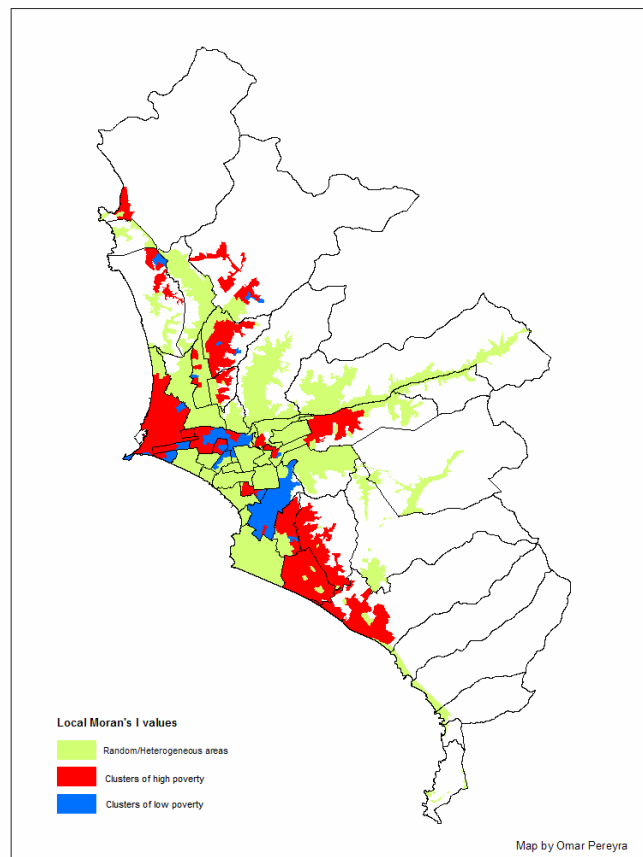 Local Moran's I values
Random/Heterogeneous areas
Clusters of high poverty
Clusters of low poverty
Map by Omar Pereyra